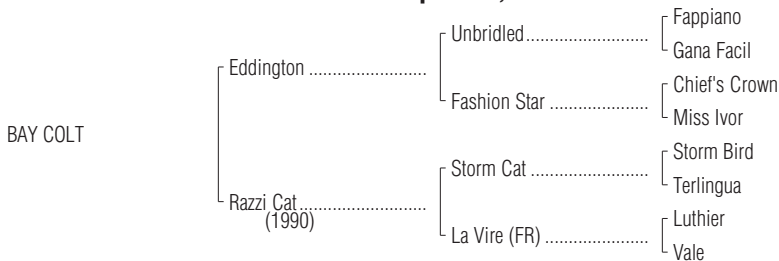 Fappiano
Unbridled..............................
Gana Facil
Eddington ............................
Chief's Crown
Fashion Star ........................
Miss Ivor
BAY COLT
Storm Bird
Storm Cat .............................
Terlingua
Razzi Cat..............................
(1990)
Luthier
La Vire (FR) .........................
Vale